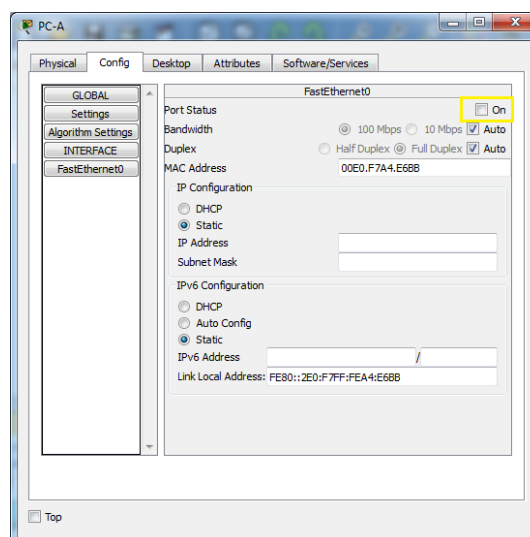 PC-A
Physical Config Desktop Attributes Software/Services
GLOBAL
Settings
Algorithm Settings
INTERFACE
FastEthernet0
FastEthernet0
Port Status On
Bandwidth 100 Mbps 10 Mbps Auto
Duplex Half Duplex Full Duplex Auto
MAC Address 00E0.F7A4.E6BB
IP Configuration
DHCP
Static
IP Address
Subnet Mask
IPv6 Configuration
DHCP
Auto Config
Static
IPv6 Address /
Link Local Address: FE80::2E0:F7FF:FEA4:E6BB
Top